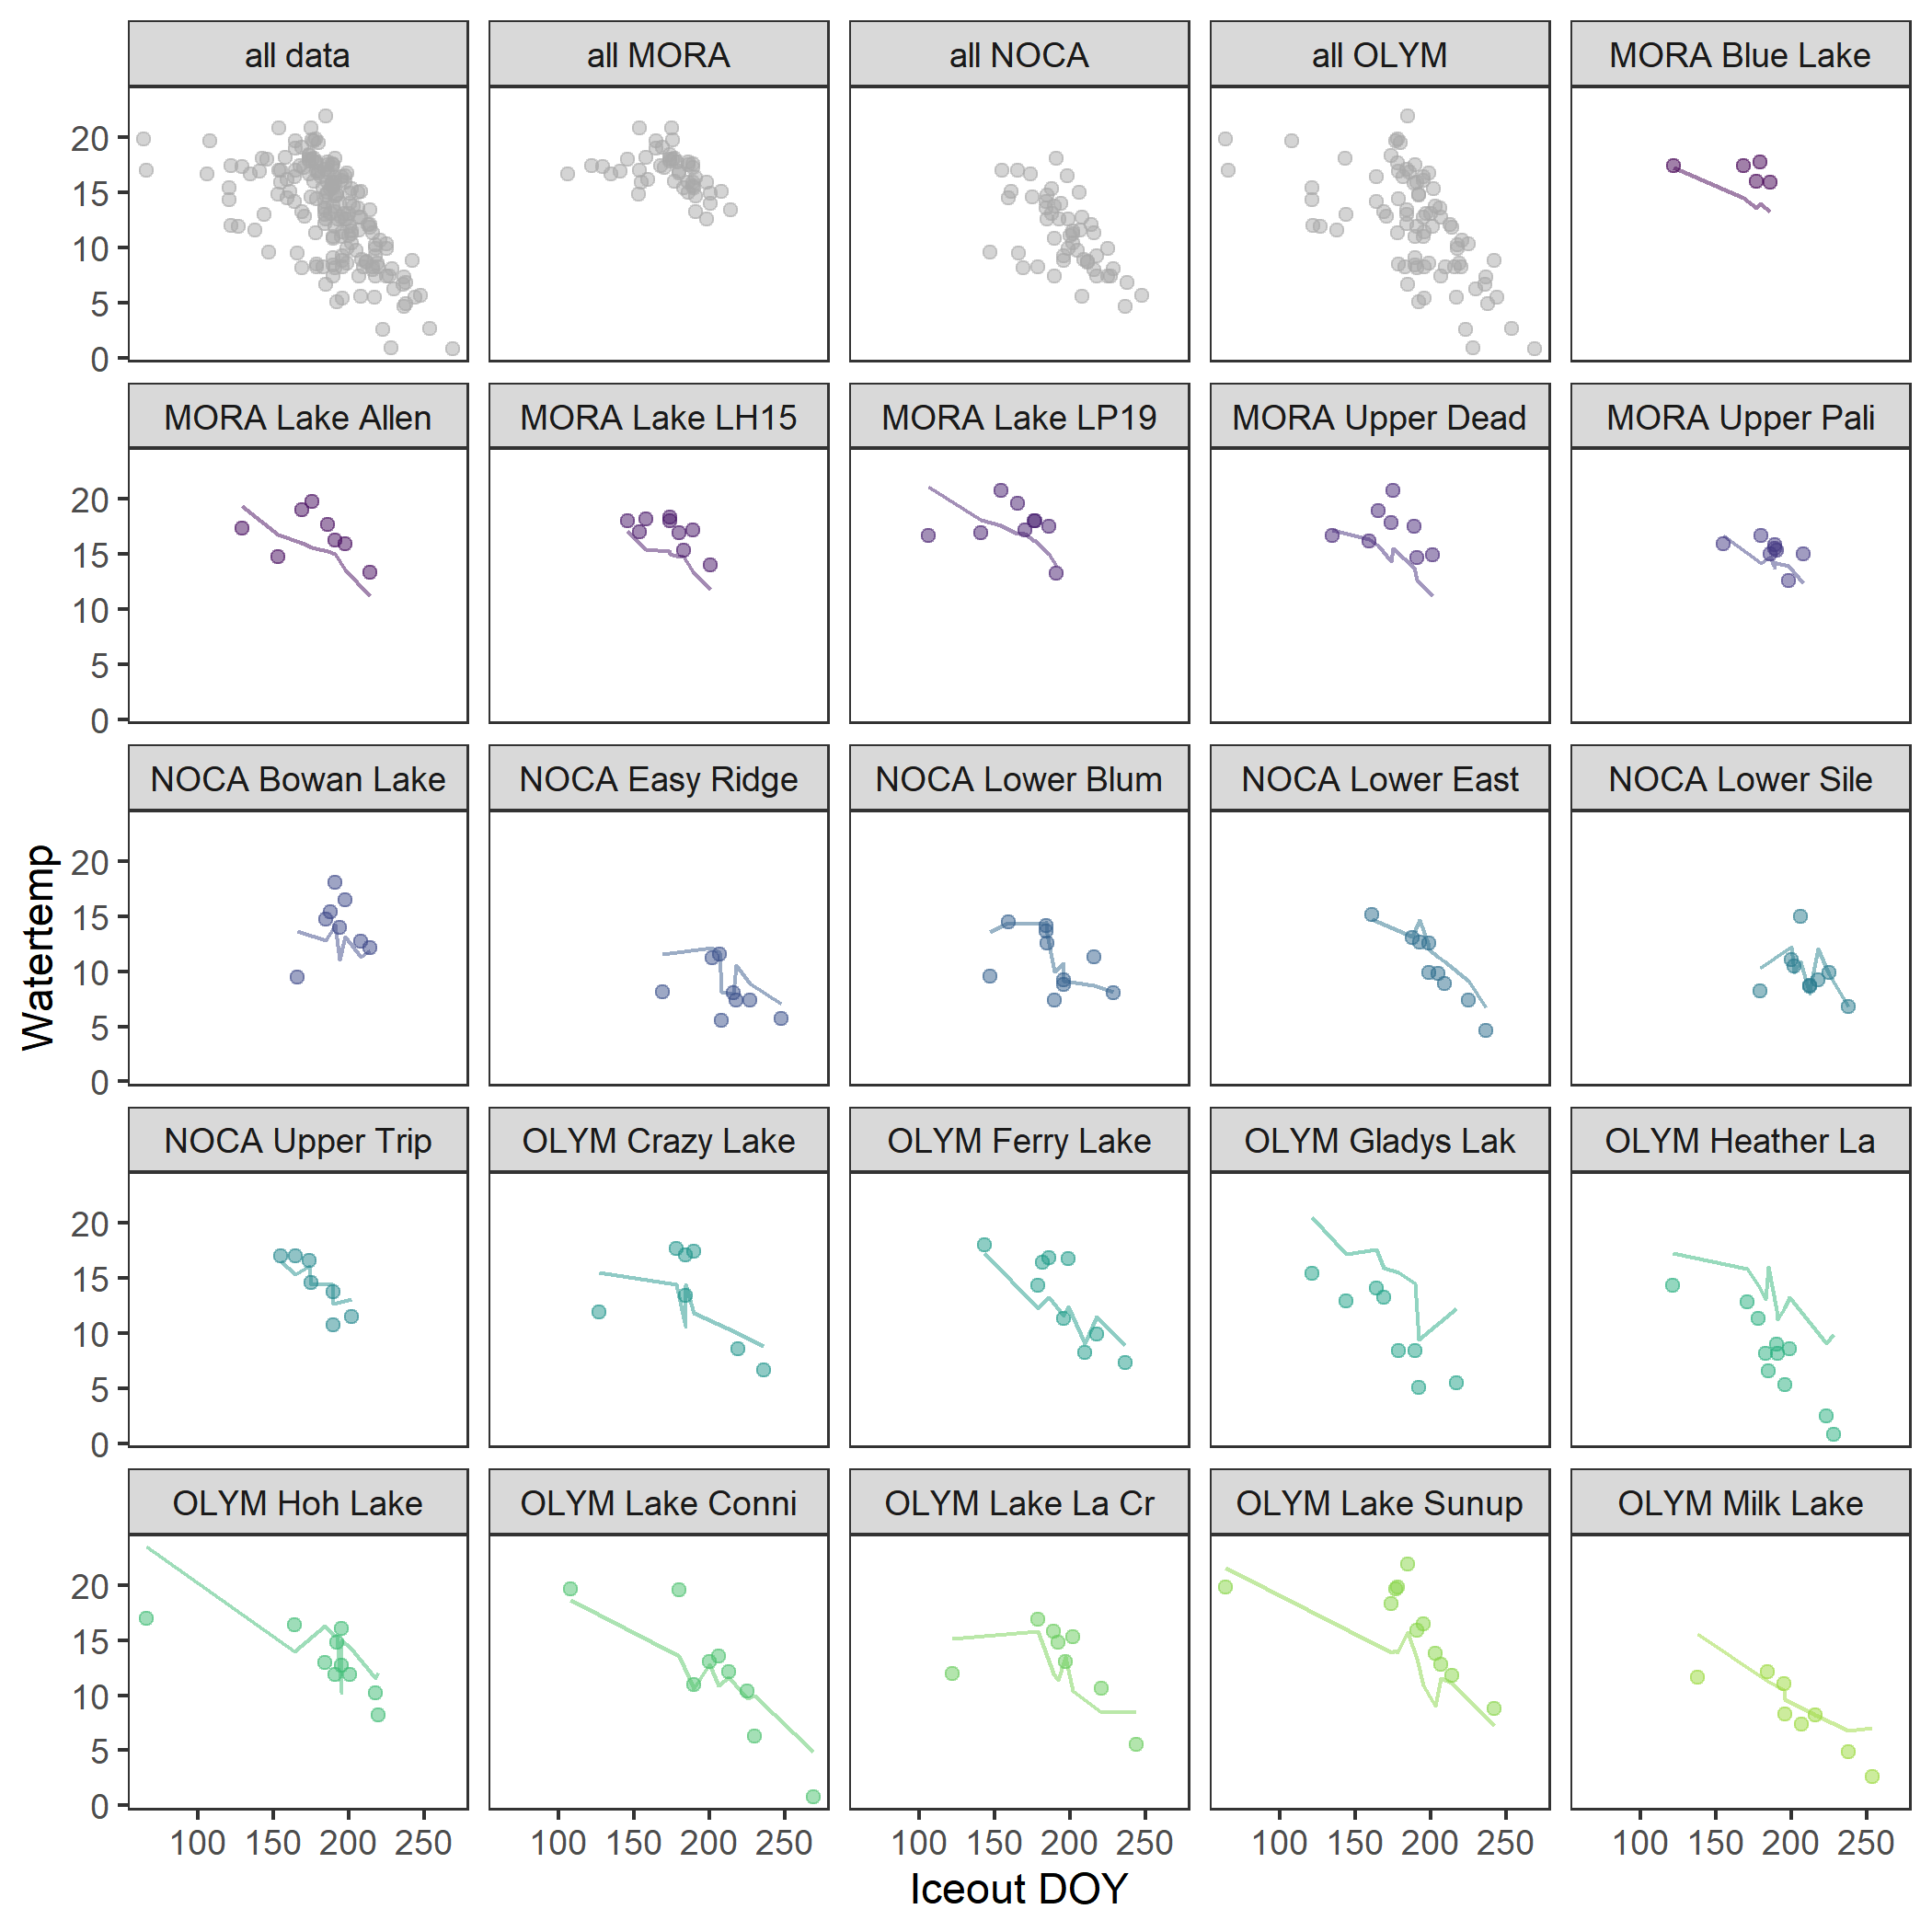 all data
all MORA
all NOCA
all OLYM
MORA Blue Lake
20
15
10
5
0
MORA Lake Allen
MORA Lake LH15
MORA Lake LP19
MORA Upper Dead
MORA Upper Pali
20
15
10
5
0
NOCA Bowan Lake
NOCA Easy Ridge
NOCA Lower Blum
NOCA Lower East
NOCA Lower Sile
20
15
10
5
0
Watertemp
NOCA Upper Trip
OLYM Crazy Lake
OLYM Ferry Lake
OLYM Gladys Lak
OLYM Heather La
20
15
10
5
0
OLYM Hoh Lake
OLYM Lake Conni
OLYM Lake La Cr
OLYM Lake Sunup
OLYM Milk Lake
20
15
10
5
0
100 150 200 250
100 150 200 250
100 150 200 250
100 150 200 250
100 150 200 250
Iceout DOY